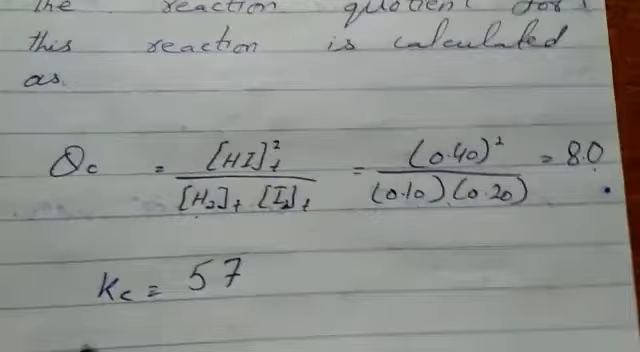 the reaction quotient for
this reaction is calculated
as
Qc = [HI]²t / [H₂]t [I₂]t = (0.40)² / (0.10)(0.20) = 8.0
Kc = 57